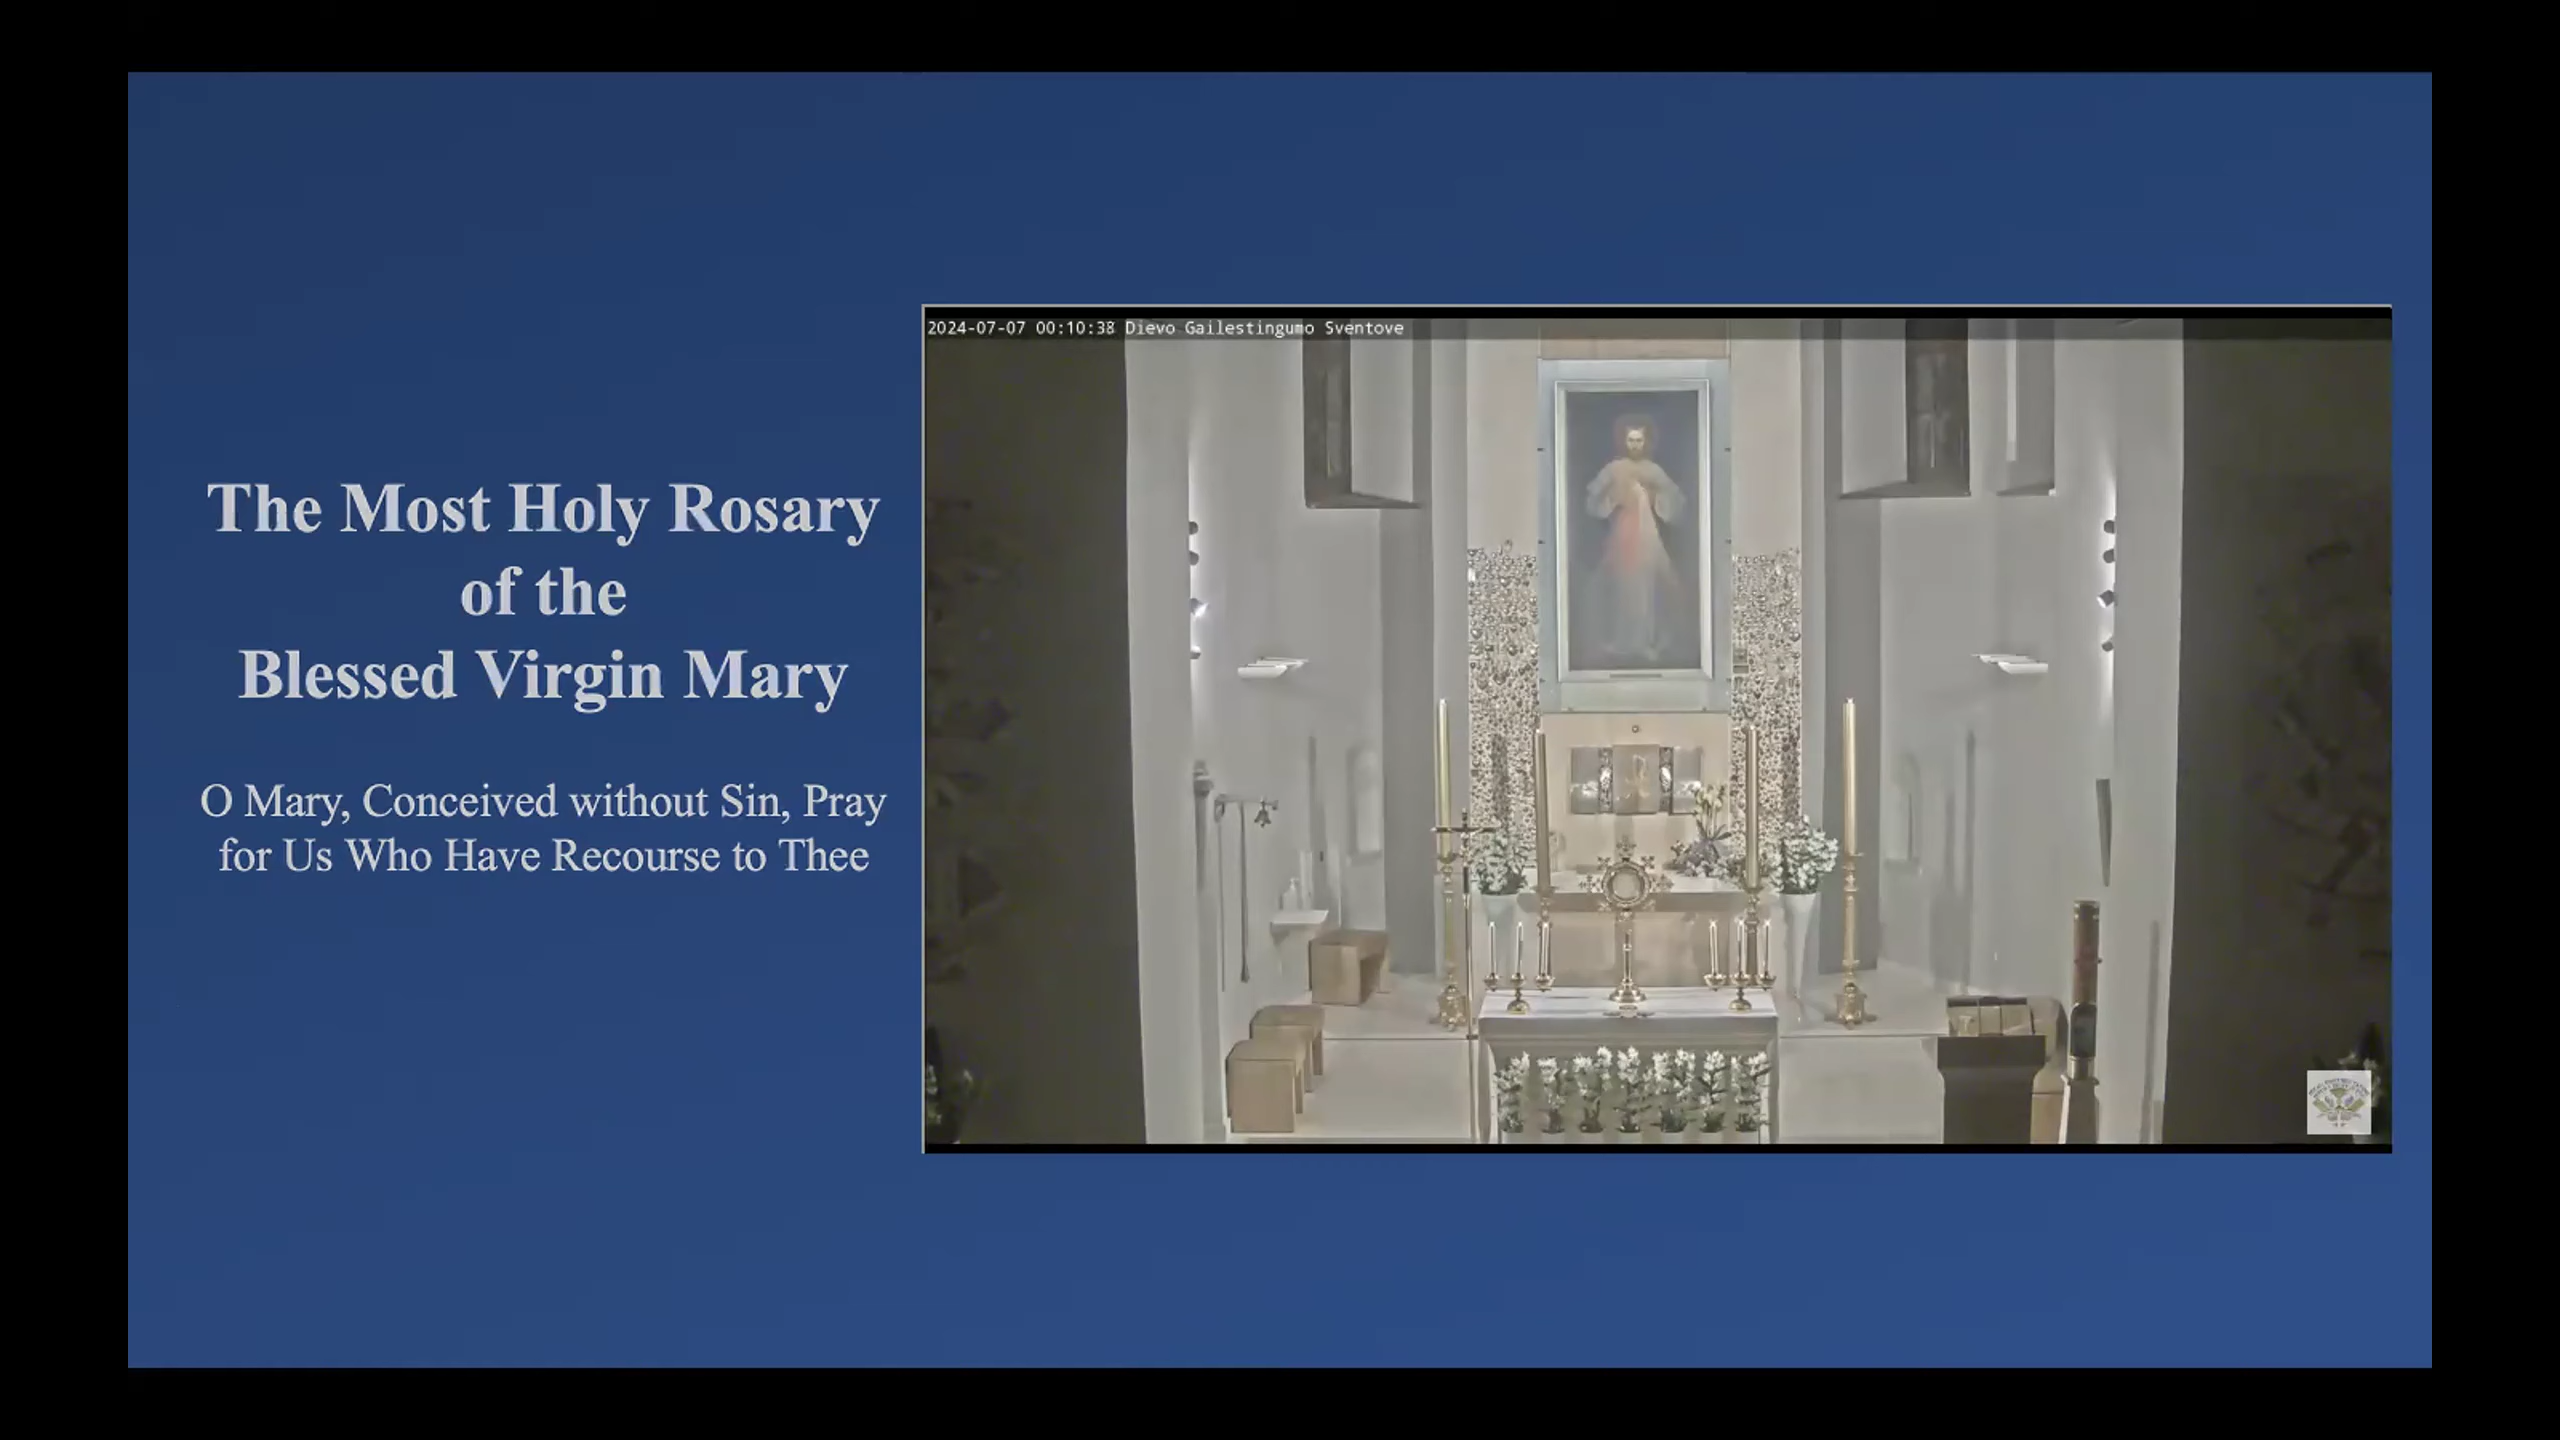 The Most Holy Rosary
of the
Blessed Virgin Mary
O Mary, Conceived without Sin, Pray
for Us Who Have Recourse to Thee
2024-07-07 00:10:38 Dievo Gailestingumo Sventove